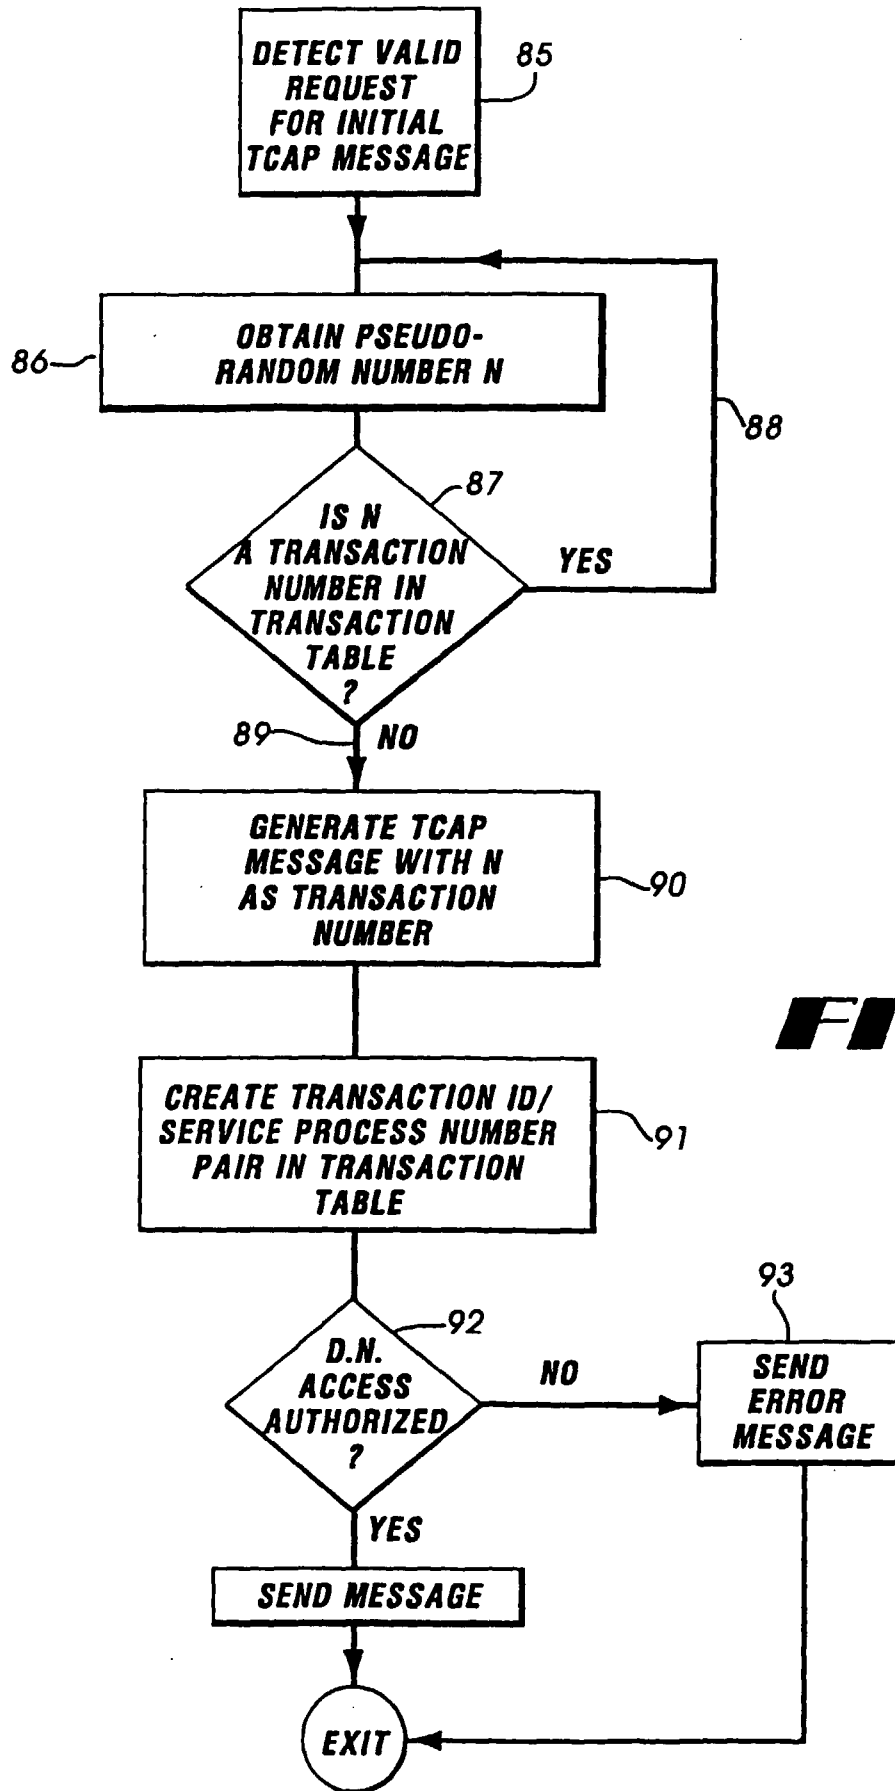 DETECT VALID
REQUEST
FOR INITIAL
TCAP MESSAGE
85
OBTAIN PSEUDO-
RANDOM NUMBER N
86
88
87
IS N
A TRANSACTION
NUMBER IN
TRANSACTION
TABLE
?
YES
89
NO
GENERATE TCAP
MESSAGE WITH N
AS TRANSACTION
NUMBER
90
FI
CREATE TRANSACTION ID/
SERVICE PROCESS NUMBER
PAIR IN TRANSACTION
TABLE
91
92
D.N.
ACCESS
AUTHORIZED
?
NO
93
SEND
ERROR
MESSAGE
YES
SEND MESSAGE
EXIT